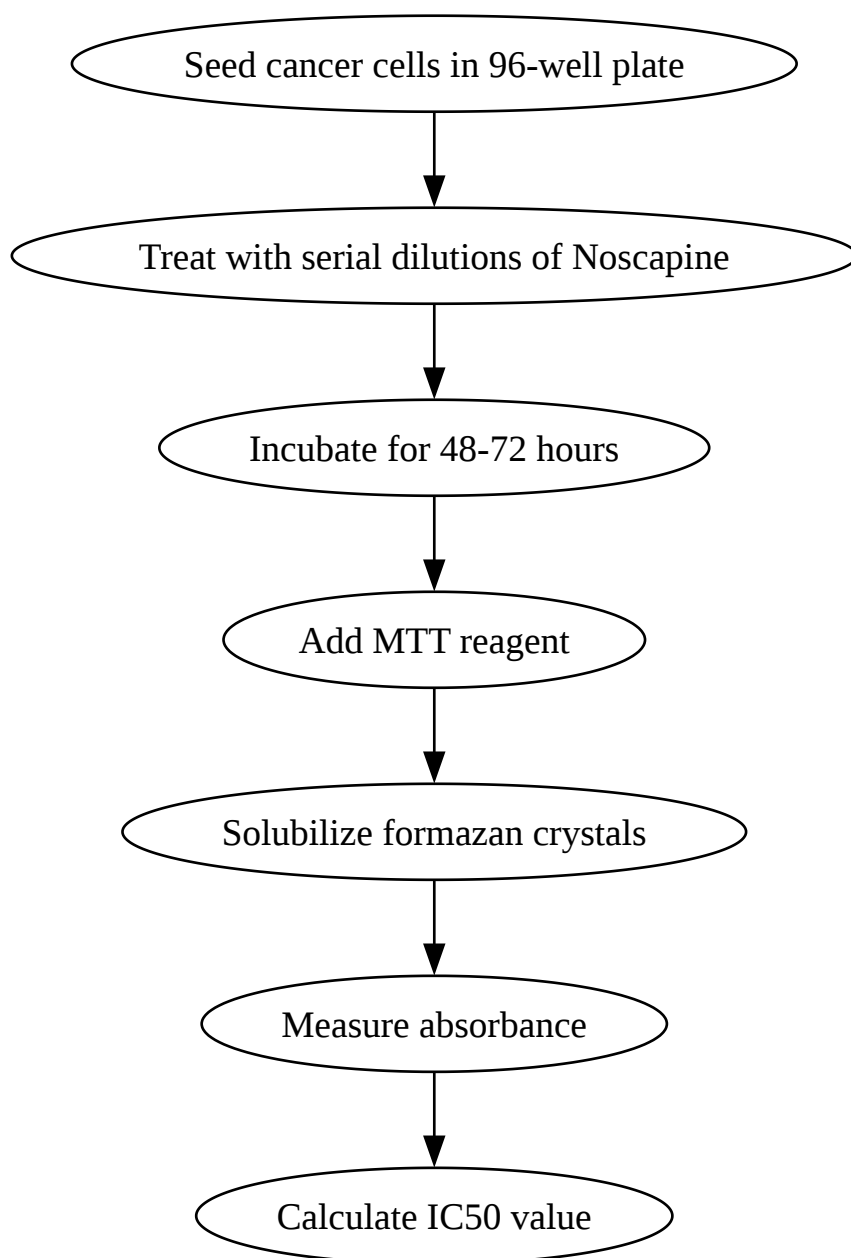 Seed cancer cells in 96-well plate
Treat with serial dilutions of Noscapine
Incubate for 48-72 hours
Add MTT reagent
Solubilize formazan crystals
Measure absorbance
Calculate IC50 value